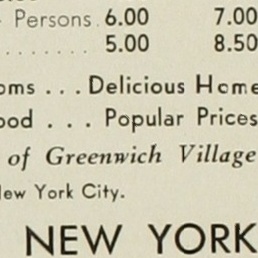 Persons. 6.00 7.00
. . . . . . . . 5.00 8.50
oms . . . Delicious Home
ood . . . Popular Prices
of Greenwich Village
New York City.
NEW YORK